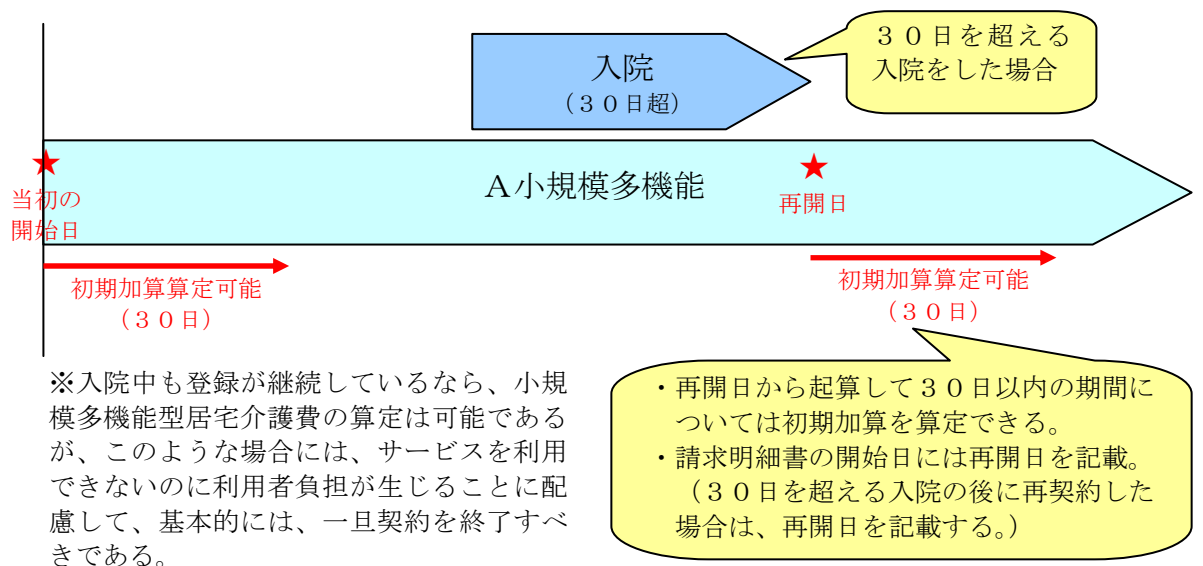 ３０日を超える
入院をした場合
入院
（３０日超）
Ａ小規模多機能
当初の
開始日
再開日
初期加算算定可能
（３０日）
初期加算算定可能
（３０日）
※入院中も登録が継続しているなら、小規
模多機能型居宅介護費の算定は可能である
が、このような場合には、サービスを利用
できないのに利用者負担が生じることに配
慮して、基本的には、一旦契約を終了すべ
きである。
・再開日から起算して３０日以内の期間に
ついては初期加算を算定できる。
・請求明細書の開始日には再開日を記載。
（３０日を超える入院の後に再契約した
場合は、再開日を記載する。）